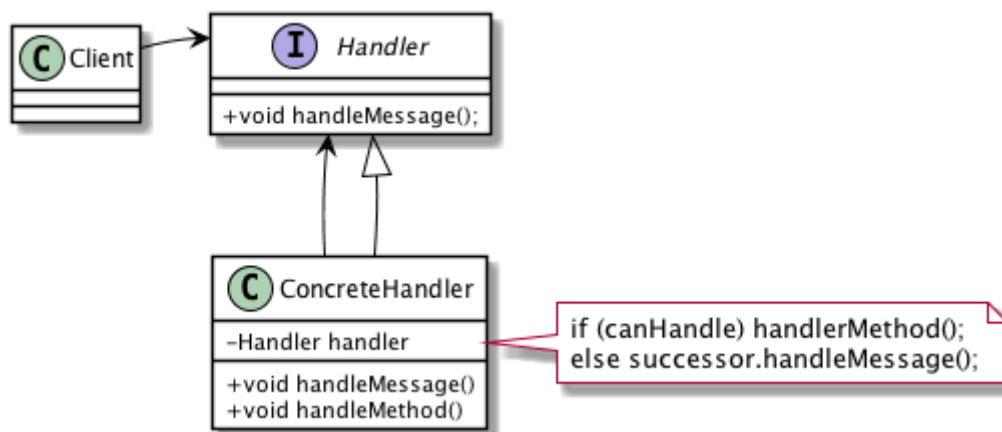 C Client
I Handler
+void handleMessage();
C ConcreteHandler
-Handler handler
+void handleMessage()
+void handleMethod()
if (canHandle) handlerMethod();
else successor.handleMessage();